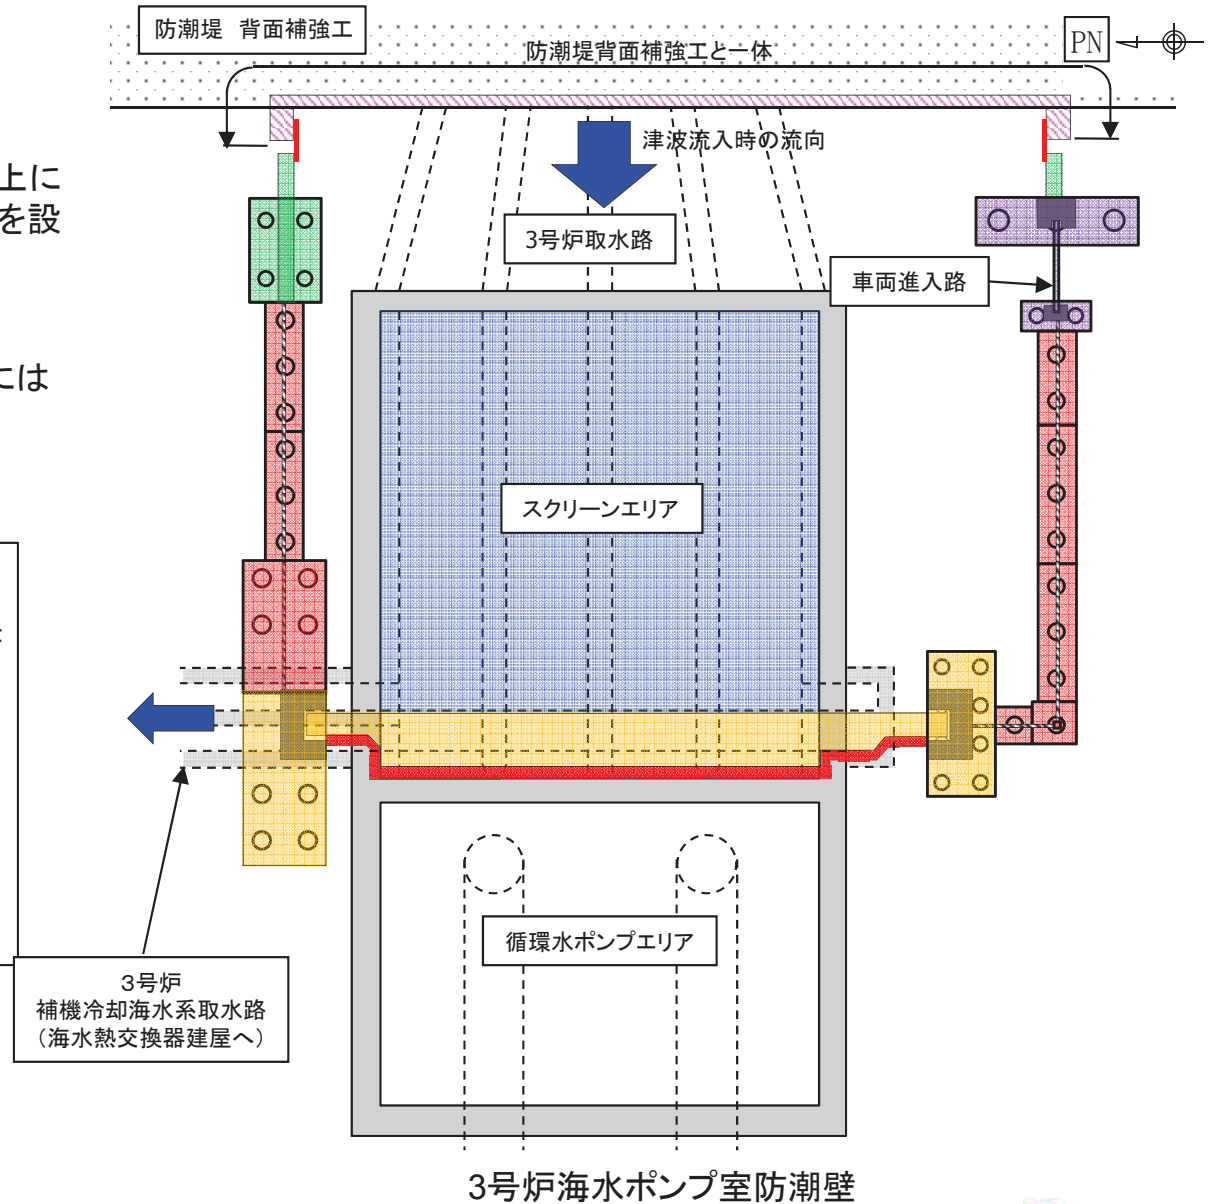 防潮堤 背面補強工
防潮堤背面補強工と一体
PN
津波流入時の流向
上に
を設
3号炉取水路
車両進入路
には
スクリーンエリア
循環水ポンプエリア
3号炉
補機冷却海水系取水路
(海水熱交換器建屋へ)
3号炉海水ポンプ室防潮壁